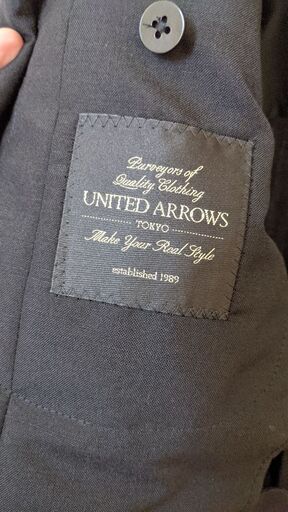 Purveyors of
Quality Clothing
UNITED ARROWS
TOKYO
Make Your Real Style
established 1989